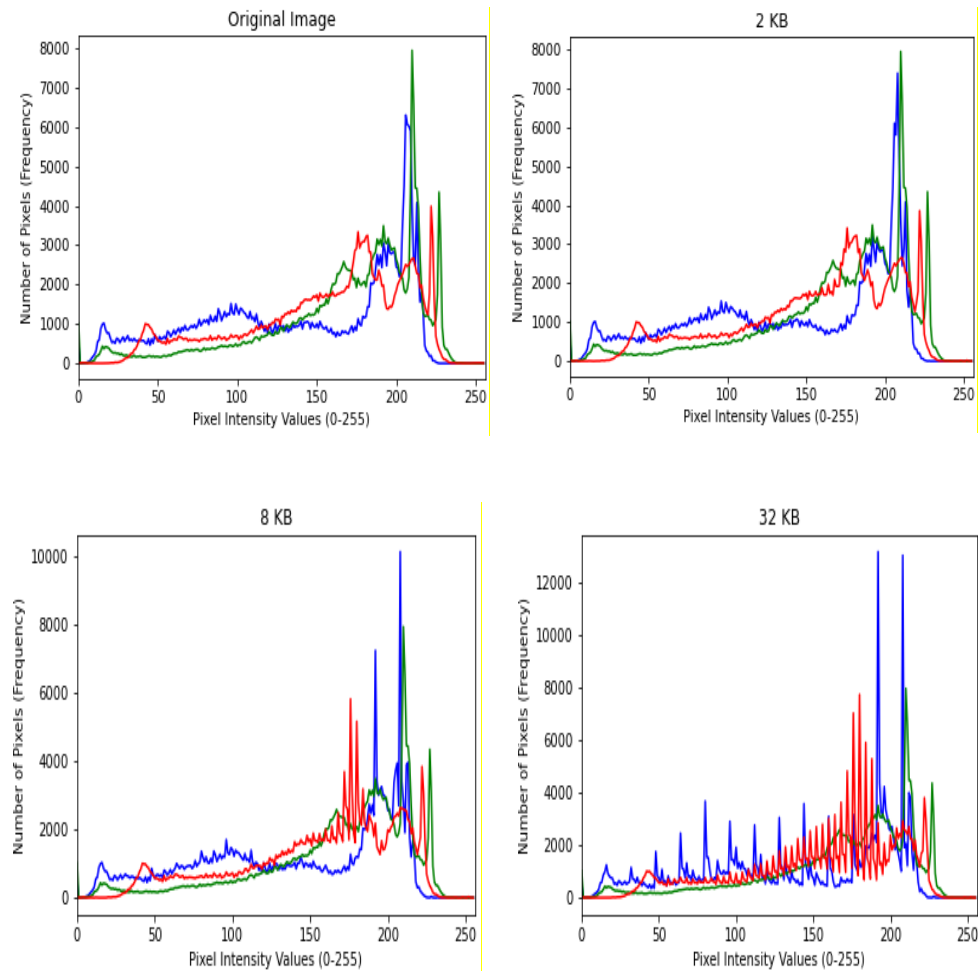 Original Image
8000
7000
6000
5000
4000
3000
2000
1000
0
Number of Pixels (Frequency)
0 50 100 150 200 250
Pixel Intensity Values (0-255)
2 KB
8000
7000
6000
5000
4000
3000
2000
1000
0
Number of Pixels (Frequency)
0 50 100 150 200 250
Pixel Intensity Values (0-255)
8 KB
10000
8000
6000
4000
2000
0
Number of Pixels (Frequency)
0 50 100 150 200 250
Pixel Intensity Values (0-255)
32 KB
12000
10000
8000
6000
4000
2000
0
Number of Pixels (Frequency)
0 50 100 150 200 250
Pixel Intensity Values (0-255)